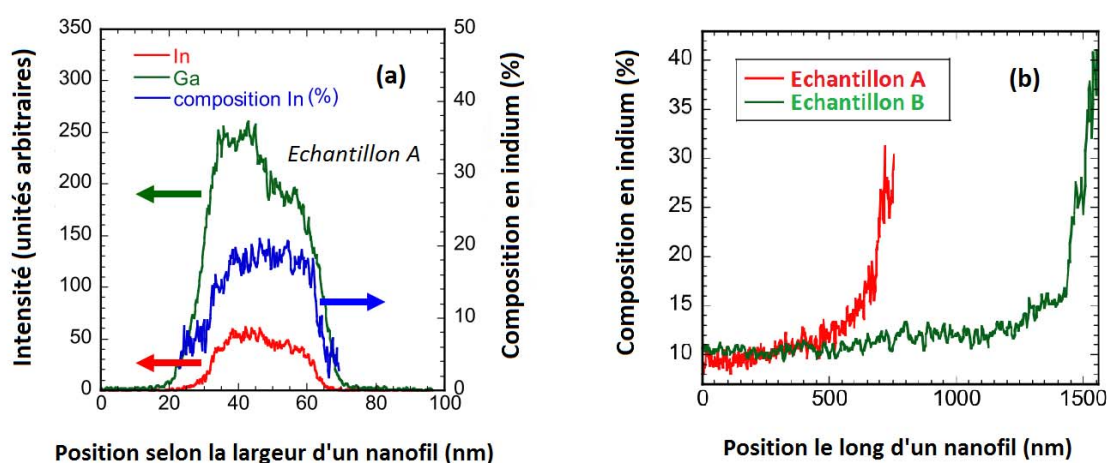 Intensité (unités arbitraires)
350
300
250
200
150
100
50
0
In
Ga
composition In (%)
(a)
Echantillon A
50
40
30
20
10
0
Composition en indium (%)
0 20 40 60 80 100
Position selon la largeur d'un nanofil (nm)
Composition en indium (%)
40
35
30
25
20
15
10
Echantillon A
Echantillon B
(b)
0 500 1000 1500
Position le long d'un nanofil (nm)